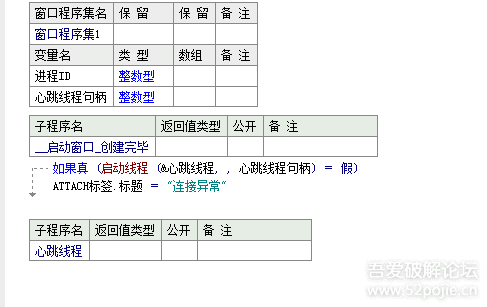 窗口程序集名 保 留 保 留 备 注
窗口程序集1
变量名 类 型 数组 备 注
进程ID 整数型
心跳线程句柄 整数型
子程序名 返回值类型 公开 备 注
__启动窗口_创建完毕
如果真 (启动线程 (&心跳线程, , 心跳线程句柄) ＝ 假)
ATTACH标签.标题 ＝ “连接异常”
子程序名 返回值类型 公开 备 注
心跳线程
吾爱破解论坛
www.52pojie.cn